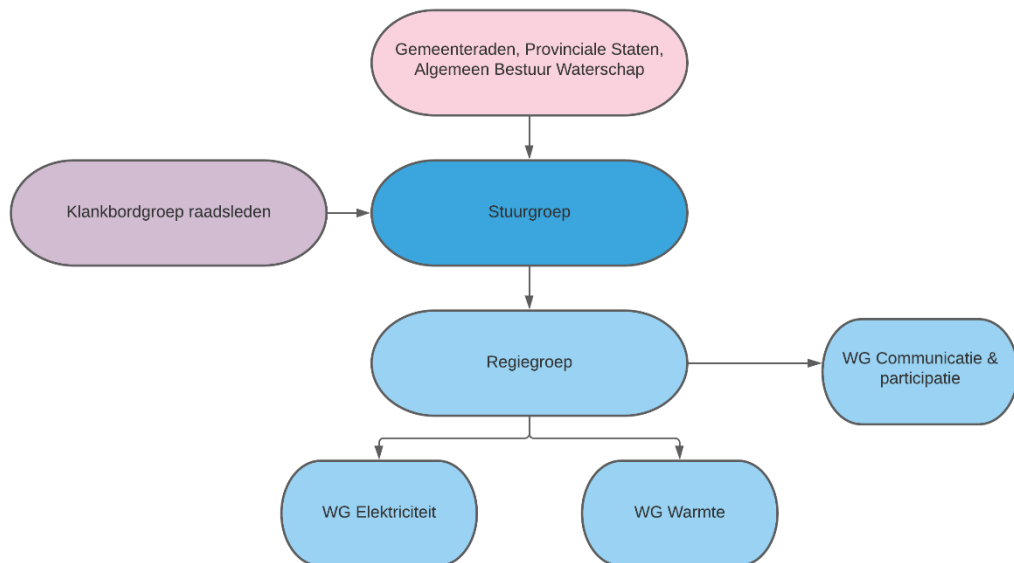 Gemeenteraden, Provinciale Staten,
Algemeen Bestuur Waterschap
Klankbordgroep raadsleden
Stuurgroep
Regiegroep
WG Communicatie &
participatie
WG Elektriciteit
WG Warmte